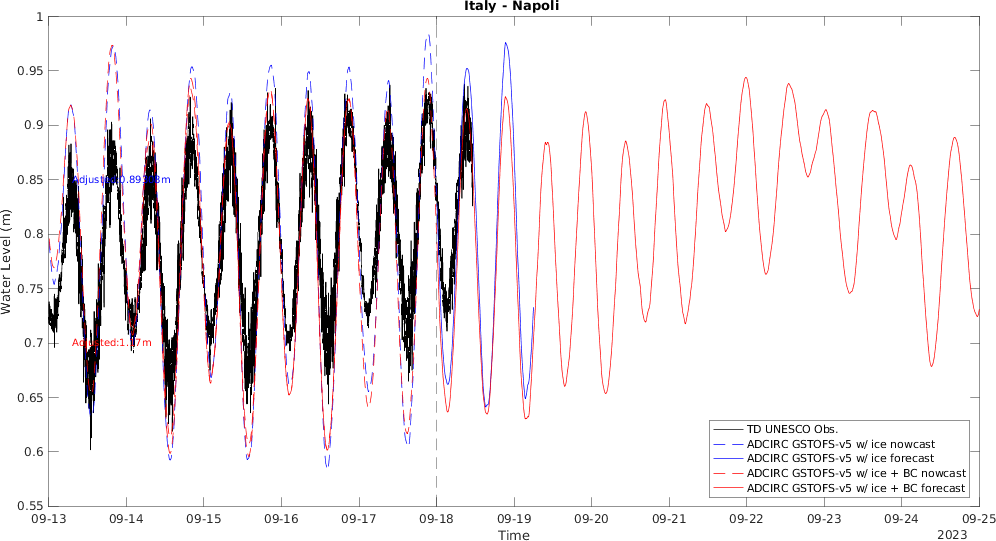 Italy - Napoli
1
0.95
0.9
0.85
0.8
0.75
0.7
0.65
0.6
0.55
Water Level (m)
m
Adjusted:1. 7m
TD UNESCO Obs.
ADCIRC GSTOFS-v5 w/ ice nowcast
ADCIRC GSTOFS-v5 w/ ice forecast
ADCIRC GSTOFS-v5 w/ ice + BC nowcast
ADCIRC GSTOFS-v5 w/ ice + BC forecast
09-13 09-14 09-15 09-16 09-17 09-18 09-19 09-20 09-21 09-22 09-23 09-24 09-25
Time
2023